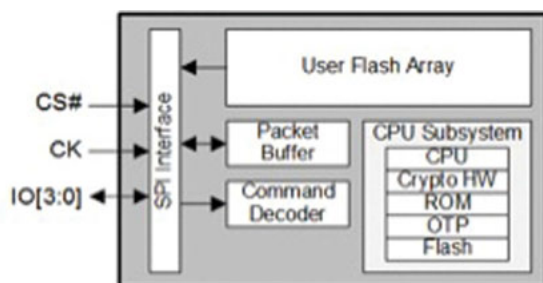 User Flash Array
CS#
CK
IO[3:0]
SPI Interface
Packet
Buffer
Command
Decoder
CPU Subsystem
CPU
Crypto HW
ROM
OTP
Flash